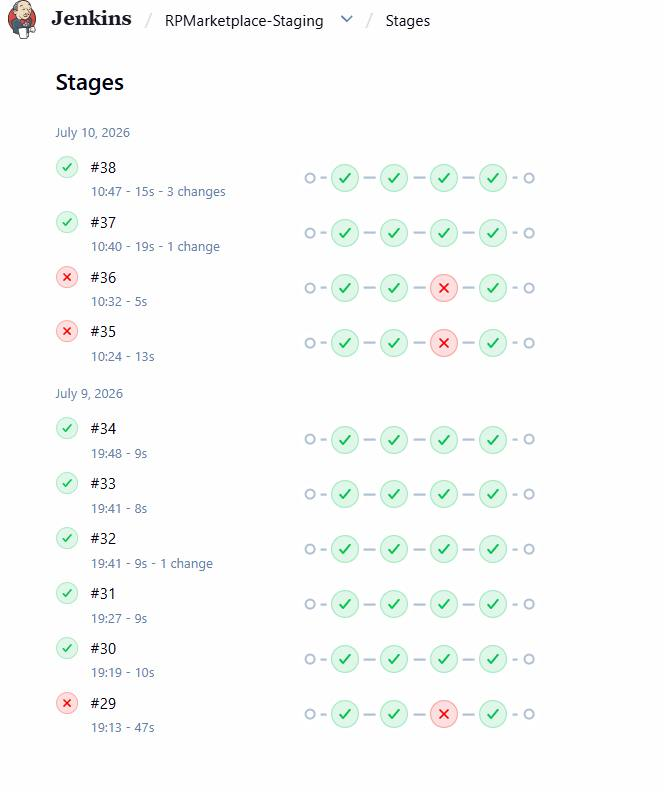 Jenkins / RPMarketplace-Staging / Stages
Stages
July 10, 2026
#38
10:47 - 15s - 3 changes
#37
10:40 - 19s - 1 change
#36
10:32 - 5s
#35
10:24 - 13s
July 9, 2026
#34
19:48 - 9s
#33
19:41 - 8s
#32
19:41 - 9s - 1 change
#31
19:27 - 9s
#30
19:19 - 10s
#29
19:13 - 47s